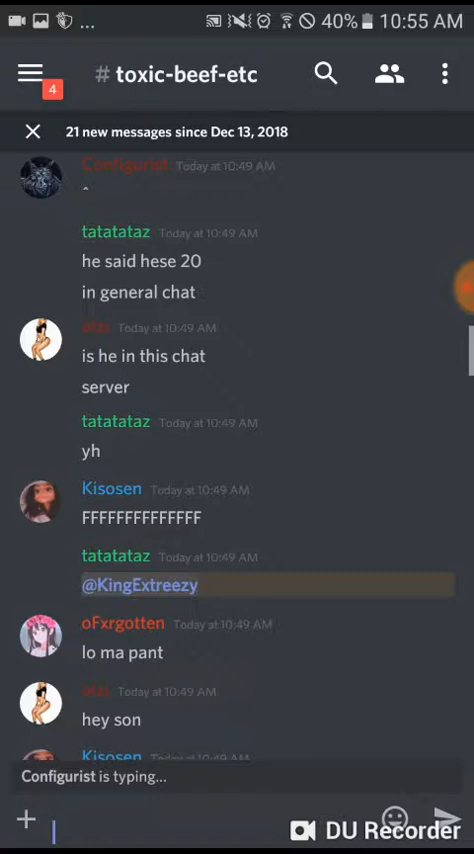 ... 40% 10:55 AM
4
# toxic-beef-etc
21 new messages since Dec 13, 2018
Configurist Today at 10:49 AM
^
tatatataz Today at 10:49 AM
he said hese 20
in general chat
Today at 10:49 AM
is he in this chat
server
tatatataz Today at 10:49 AM
yh
Kisosen Today at 10:49 AM
FFFFFFFFFFFFFF
tatatataz Today at 10:49 AM
@KingExtreezy
oFxrgotten Today at 10:49 AM
lo ma pant
Today at 10:49 AM
hey son
Kisosen Today at 10:49 AM
Configurist is typing...
DU Recorder